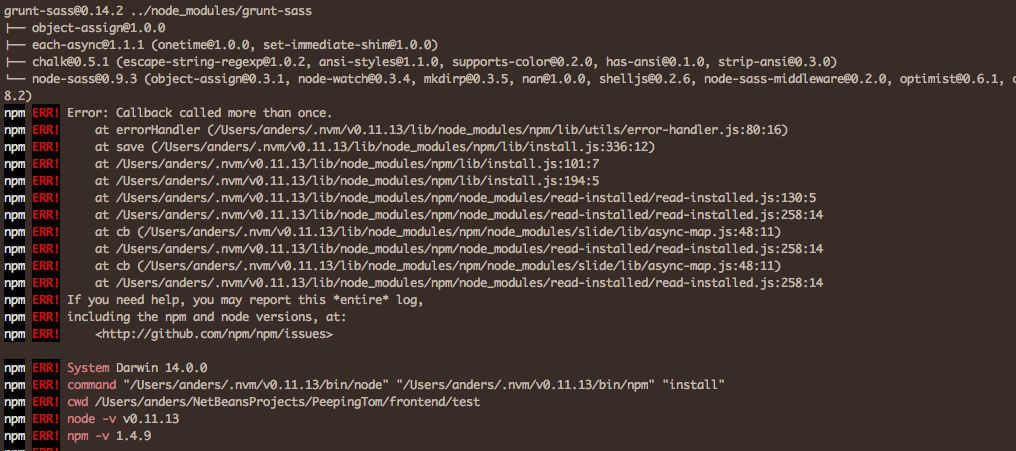 grunt-sass@0.14.2 ../node_modules/grunt-sass
├── object-assign@1.0.0
├── each-async@1.1.1 (onetime@1.0.0, set-immediate-shim@1.0.0)
├── chalk@0.5.1 (escape-string-regexp@1.0.2, ansi-styles@1.1.0, supports-color@0.2.0, has-ansi@0.1.0, strip-ansi@0.3.0)
└── node-sass@0.9.3 (object-assign@0.3.1, node-watch@0.3.4, mkdirp@0.3.5, nan@1.0.0, shelljs@0.2.6, node-sass-middleware@0.2.0, optimist@0.6.1,
8.2)
npm ERR! Error: Callback called more than once.
npm ERR!     at errorHandler (/Users/anders/.nvm/v0.11.13/lib/node_modules/npm/lib/utils/error-handler.js:80:16)
npm ERR!     at save (/Users/anders/.nvm/v0.11.13/lib/node_modules/npm/lib/install.js:336:12)
npm ERR!     at /Users/anders/.nvm/v0.11.13/lib/node_modules/npm/lib/install.js:101:7
npm ERR!     at /Users/anders/.nvm/v0.11.13/lib/node_modules/npm/lib/install.js:194:5
npm ERR!     at /Users/anders/.nvm/v0.11.13/lib/node_modules/npm/node_modules/read-installed/read-installed.js:130:5
npm ERR!     at /Users/anders/.nvm/v0.11.13/lib/node_modules/npm/node_modules/read-installed/read-installed.js:258:14
npm ERR!     at cb (/Users/anders/.nvm/v0.11.13/lib/node_modules/npm/node_modules/slide/lib/async-map.js:48:11)
npm ERR!     at /Users/anders/.nvm/v0.11.13/lib/node_modules/npm/node_modules/read-installed/read-installed.js:258:14
npm ERR!     at cb (/Users/anders/.nvm/v0.11.13/lib/node_modules/npm/node_modules/slide/lib/async-map.js:48:11)
npm ERR!     at /Users/anders/.nvm/v0.11.13/lib/node_modules/npm/node_modules/read-installed/read-installed.js:258:14
npm ERR! If you need help, you may report this *entire* log,
npm ERR! including the npm and node versions, at:
npm ERR!     <http://github.com/npm/npm/issues>
npm ERR! System Darwin 14.0.0
npm ERR! command "/Users/anders/.nvm/v0.11.13/bin/node" "/Users/anders/.nvm/v0.11.13/bin/npm" "install"
npm ERR! cwd /Users/anders/NetBeansProjects/PeepingTom/frontend/test
npm ERR! node -v v0.11.13
npm ERR! npm -v 1.4.9